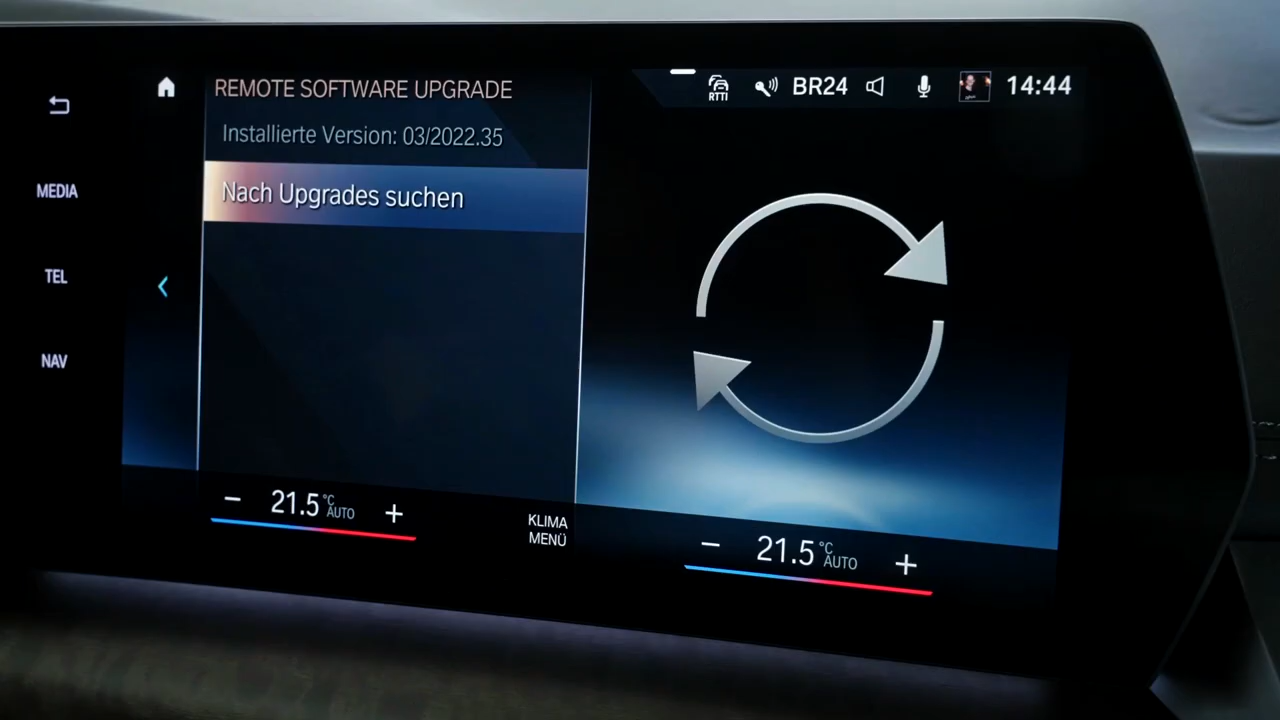 REMOTE SOFTWARE UPGRADE
RTTI
BR24
14:44
Installierte Version: 03/2022.35
MEDIA
Nach Upgrades suchen
TEL
NAV
− 21.5 °C AUTO +
KLIMA
MENÜ
− 21.5 °C AUTO +